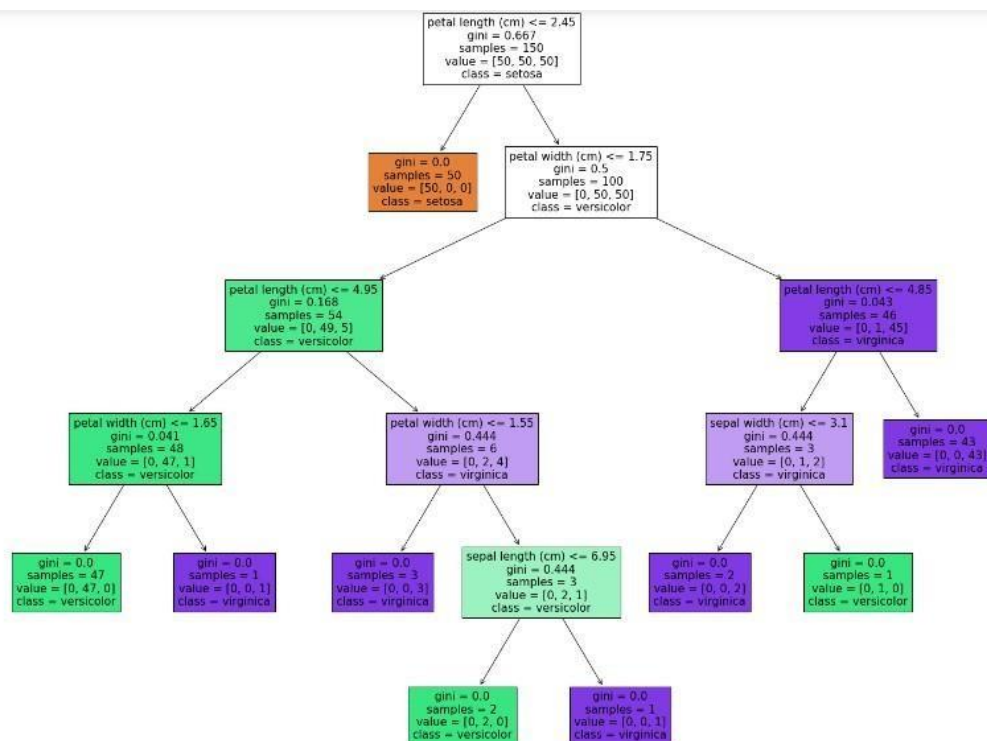 petal length (cm) <= 2.45
gini = 0.667
samples = 150
value = [50, 50, 50]
class = setosa
gini = 0.0
samples = 50
value = [50, 0, 0]
class = setosa
petal width (cm) <= 1.75
gini = 0.5
samples = 100
value = [0, 50, 50]
class = versicolor
petal length (cm) <= 4.95
gini = 0.168
samples = 54
value = [0, 49, 5]
class = versicolor
petal length (cm) <= 4.85
gini = 0.043
samples = 46
value = [0, 1, 45]
class = virginica
petal width (cm) <= 1.65
gini = 0.041
samples = 48
value = [0, 47, 1]
class = versicolor
petal width (cm) <= 1.55
gini = 0.444
samples = 6
value = [0, 2, 4]
class = virginica
sepal width (cm) <= 3.1
gini = 0.444
samples = 3
value = [0, 1, 2]
class = virginica
gini = 0.0
samples = 43
value = [0, 0, 43]
class = virginica
gini = 0.0
samples = 47
value = [0, 47, 0]
class = versicolor
gini = 0.0
samples = 1
value = [0, 0, 1]
class = virginica
gini = 0.0
samples = 3
value = [0, 0, 3]
class = virginica
sepal length (cm) <= 6.95
gini = 0.444
samples = 3
value = [0, 2, 1]
class = versicolor
gini = 0.0
samples = 2
value = [0, 0, 2]
class = virginica
gini = 0.0
samples = 1
value = [0, 1, 0]
class = versicolor
gini = 0.0
samples = 2
value = [0, 2, 0]
class = versicolor
gini = 0.0
samples = 1
value = [0, 0, 1]
class = virginica